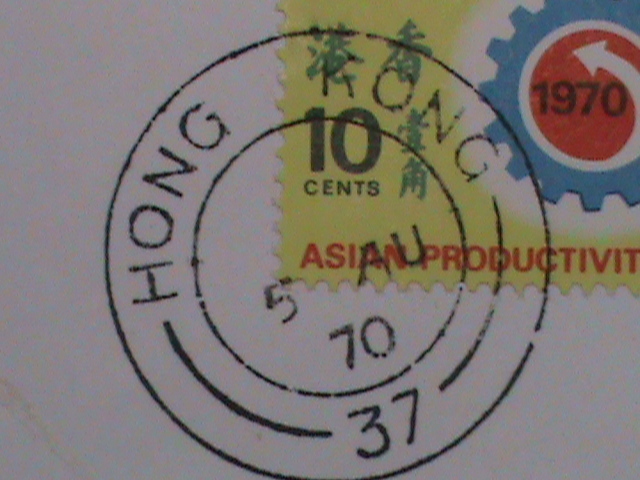 香港
1970
10
CENTS
壹角
ASIAN PRODUCTIVIT
HONG KONG
5 AU
70
37